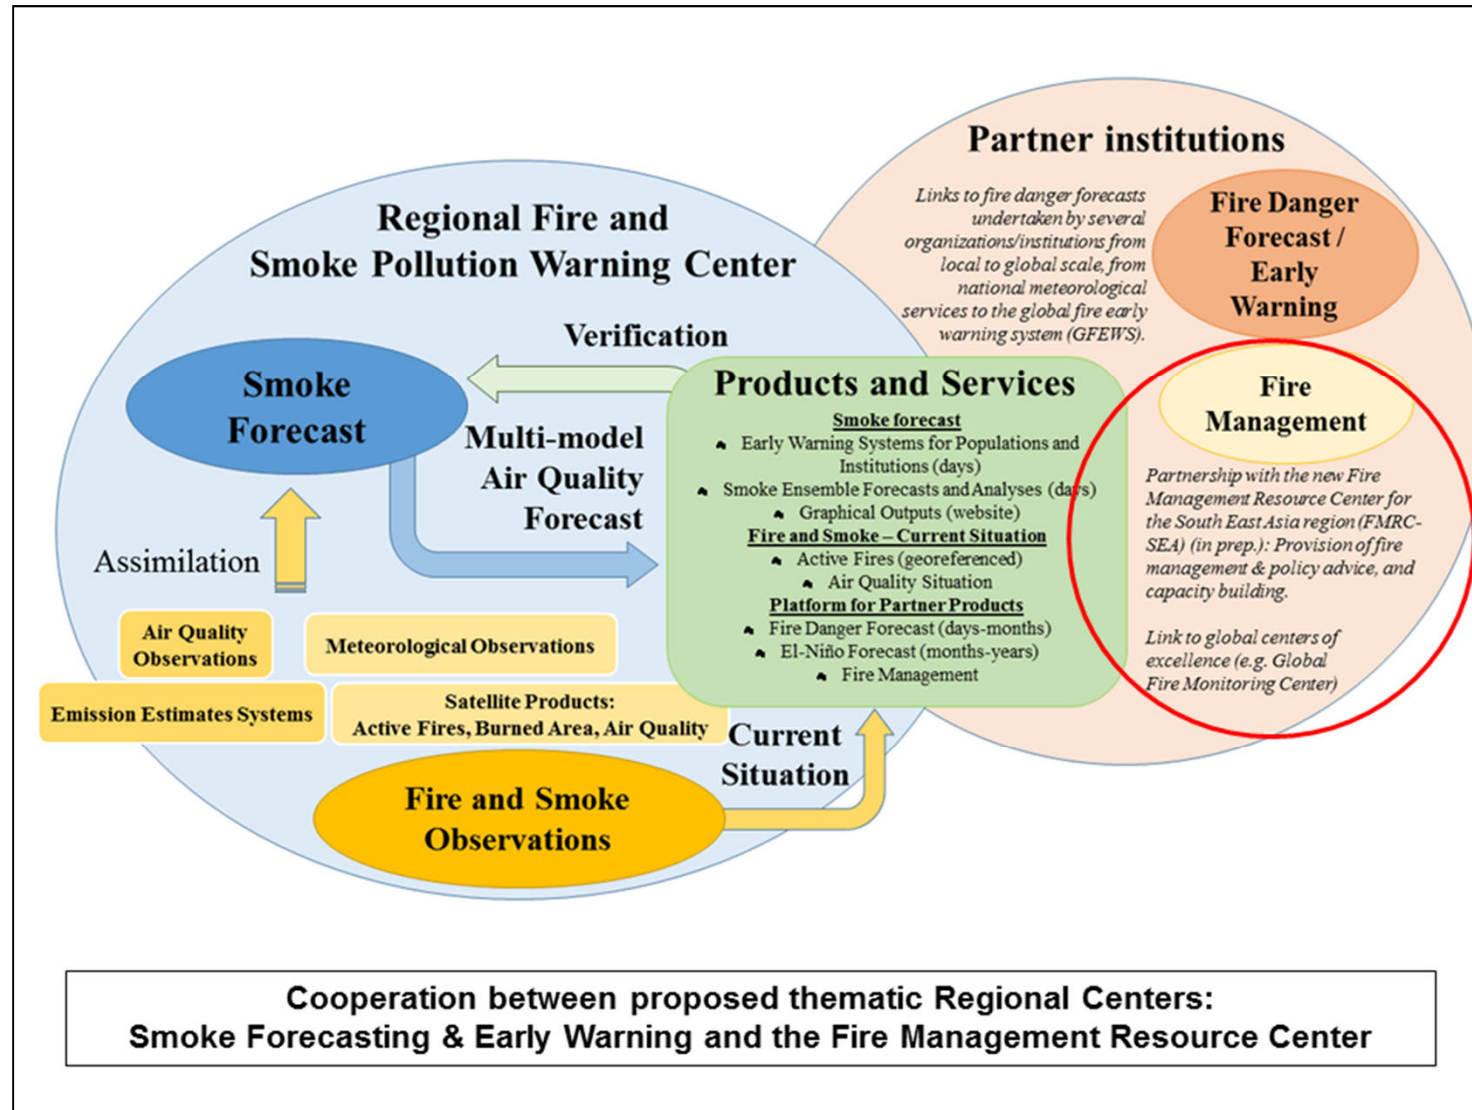 Partner institutions
Links to fire danger forecasts
undertaken by several
organizations/institutions from
local to global scale, from
national meteorological
services to the global fire early
warning system (GFEWS).
Fire Danger
Forecast /
Early
Warning
Regional Fire and
Smoke Pollution Warning Center
Verification
Smoke
Forecast
Multi-model
Air Quality
Forecast
Assimilation
Air Quality
Observations
Meteorological Observations
Emission Estimates Systems
Satellite Products:
Active Fires, Burned Area, Air Quality
Fire and Smoke
Observations
Current
Situation
Products and Services
Smoke forecast
Early Warning Systems for Populations and
Institutions (days)
Smoke Ensemble Forecasts and Analyses (days)
Graphical Outputs (website)
Fire and Smoke – Current Situation
Active Fires (georeferenced)
Air Quality Situation
Platform for Partner Products
Fire Danger Forecast (days-months)
El-Niño Forecast (months-years)
Fire Management
Fire
Management
Partnership with the new Fire
Management Resource Center for
the South East Asia region (FMRC-
SEA) (in prep.): Provision of fire
management & policy advice, and
capacity building.
Link to global centers of
excellence (e.g. Global
Fire Monitoring Center)
Cooperation between proposed thematic Regional Centers:
Smoke Forecasting & Early Warning and the Fire Management Resource Center